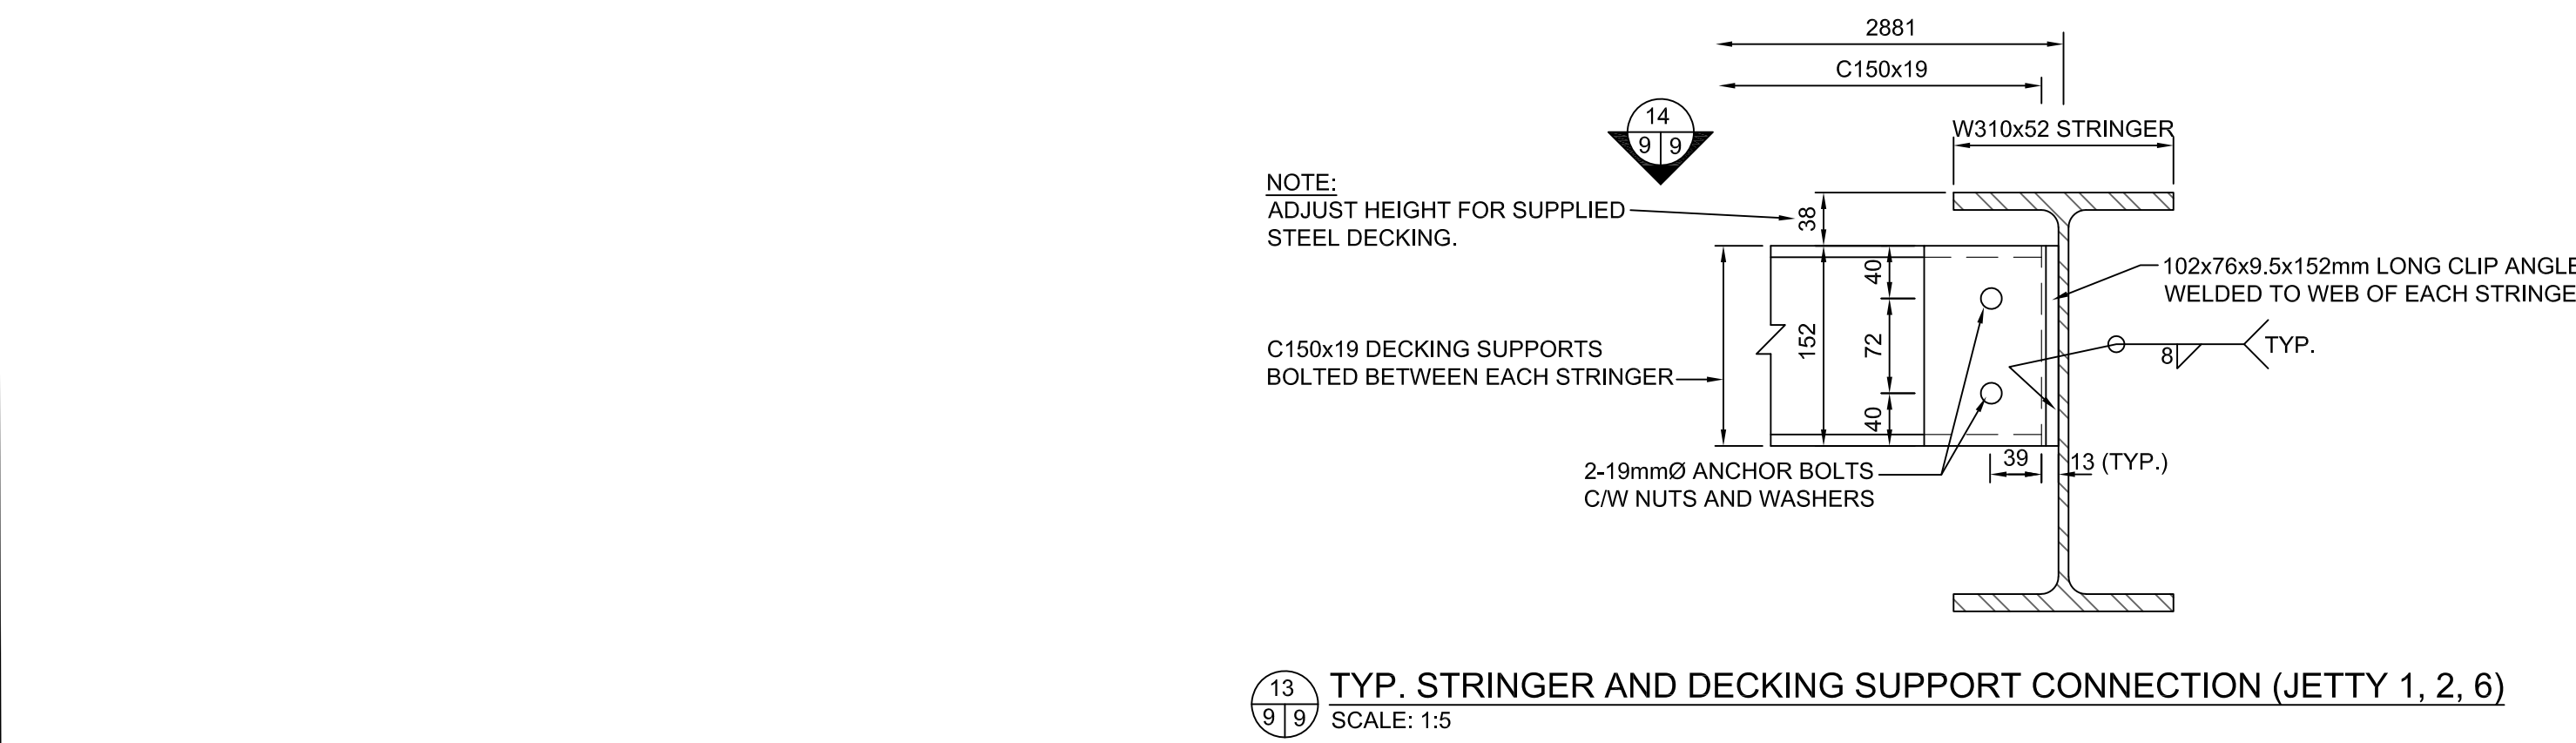 2881
C150x19
14
9 9
W310x52 STRINGER
NOTE:
ADJUST HEIGHT FOR SUPPLIED
STEEL DECKING.
38
40
102x76x9.5x152mm LONG CLIP ANGLE
WELDED TO WEB OF EACH STRINGE
152
72
C150x19 DECKING SUPPORTS
BOLTED BETWEEN EACH STRINGER
8
TYP.
40
39
13 (TYP.)
2-19mmØ ANCHOR BOLTS
C/W NUTS AND WASHERS
13
9 9
TYP. STRINGER AND DECKING SUPPORT CONNECTION (JETTY 1, 2, 6)
SCALE: 1:5